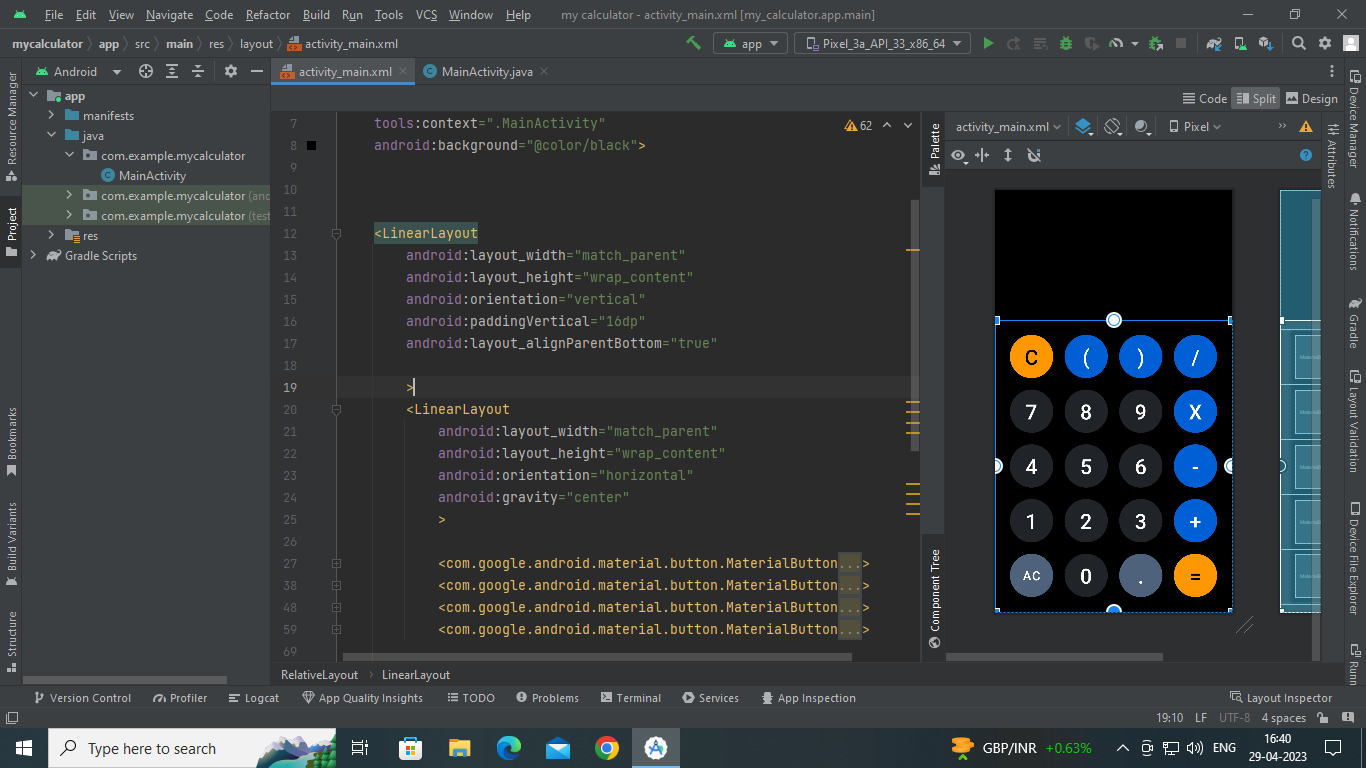 File Edit View Navigate Code Refactor Build Run Tools VCS Window Help my calculator - activity_main.xml [my_calculator.app.main]
mycalculator app src main res layout activity_main.xml app Pixel_3a_API_33_x86_64
Android activity_main.xml MainActivity.java
Code Split Design
Resource Manager
Project
Bookmarks
Build Variants
Structure
app
manifests
java
com.example.mycalculator
MainActivity
com.example.mycalculator (and
com.example.mycalculator (test
res
Gradle Scripts
7 tools:context=".MainActivity"
8 android:background="@color/black">
9
10
11
12 <LinearLayout
13 android:layout_width="match_parent"
14 android:layout_height="wrap_content"
15 android:orientation="vertical"
16 android:paddingVertical="16dp"
17 android:layout_alignParentBottom="true"
18
19 >
20 <LinearLayout
21 android:layout_width="match_parent"
22 android:layout_height="wrap_content"
23 android:orientation="horizontal"
24 android:gravity="center"
25 >
26
27 <com.google.android.material.button.MaterialButton...>
38 <com.google.android.material.button.MaterialButton...>
48 <com.google.android.material.button.MaterialButton...>
59 <com.google.android.material.button.MaterialButton...>
69
62
Palette
Component Tree
activity_main.xml Pixel
C ( ) /
7 8 9 X
4 5 6 -
1 2 3 +
AC 0 . =
Attributes
Device Manager
Notifications
Gradle
Layout Validation
Device File Explorer
Runn
RelativeLayout LinearLayout
Version Control Profiler Logcat App Quality Insights TODO Problems Terminal Services App Inspection Layout Inspector
19:10 LF UTF-8 4 spaces
Type here to search GBP/INR +0.63% ENG 16:40
29-04-2023